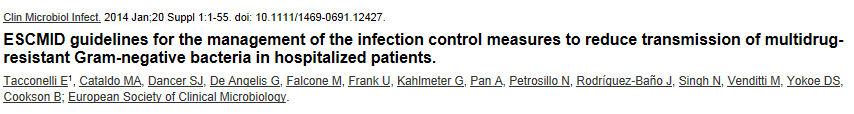 Clin Microbiol Infect. 2014 Jan;20 Suppl 1:1-55. doi: 10.1111/1469-0691.12427.
ESCMID guidelines for the management of the infection control measures to reduce transmission of multidrug-
resistant Gram-negative bacteria in hospitalized patients.
Tacconelli E1, Cataldo MA, Dancer SJ, De Angelis G, Falcone M, Frank U, Kahlmeter G, Pan A, Petrosillo N, Rodríguez-Baño J, Singh N, Venditti M, Yokoe DS,
Cookson B; European Society of Clinical Microbiology.